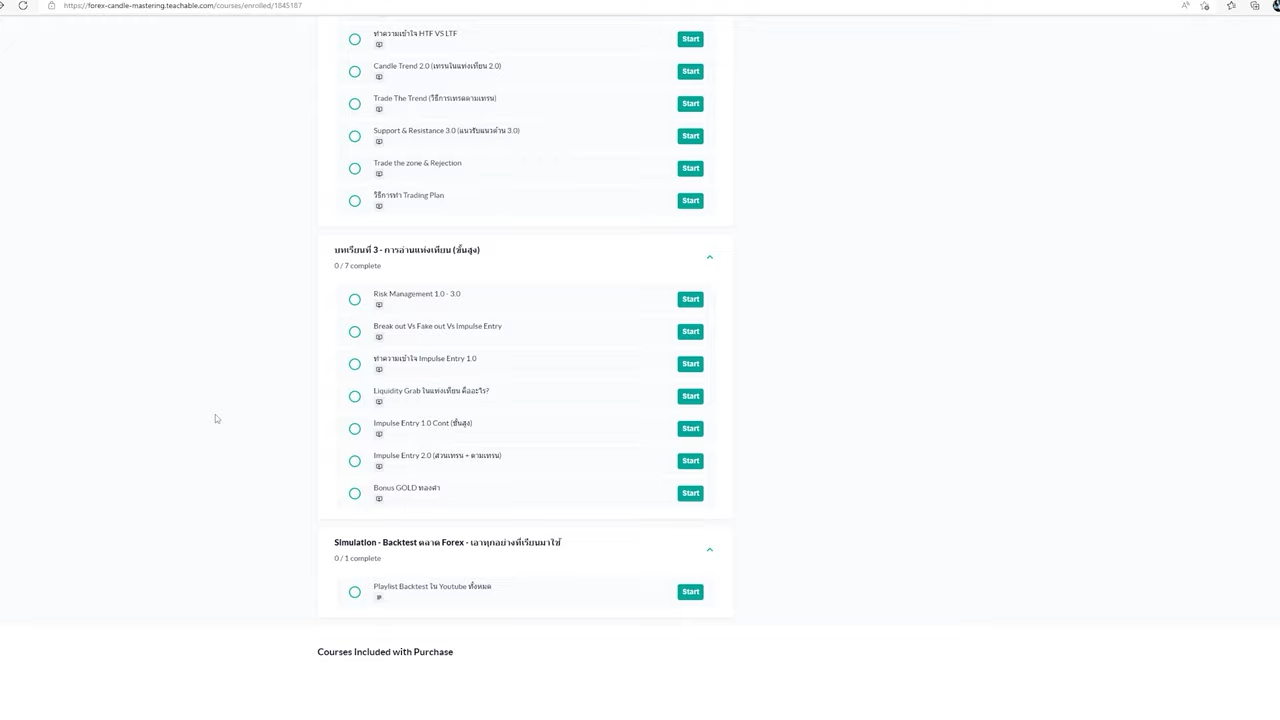 https://forex-candle-mastering.teachable.com/courses/enrolled/1845187
ทำความเข้าใจ HTF VS LTF
Start
Candle Trend 2.0 (เทรนในแท่งเทียน 2.0)
Start
Trade The Trend (วิธีการเทรดตามเทรน)
Start
Support & Resistance 3.0 (แนวรับแนวต้าน 3.0)
Start
Trade the zone & Rejection
Start
วิธีการทำ Trading Plan
Start
บทเรียนที่ 3 - การอ่านแท่งเทียน (ขั้นสูง)
0 / 7 complete
Risk Management 1.0 - 3.0
Start
Break out Vs Fake out Vs Impulse Entry
Start
ทำความเข้าใจ Impulse Entry 1.0
Start
Liquidity Grab ในแท่งเทียน คืออะไร?
Start
Impulse Entry 1.0 Cont (ขั้นสูง)
Start
Impulse Entry 2.0 (สวนเทรน + ตามเทรน)
Start
Bonus GOLD ทองคำ
Start
Simulation - Backtest ตลาด Forex - เอาทุกอย่างที่เรียนมาใช้
0 / 1 complete
Playlist Backtest ใน Youtube ทั้งหมด
Start
Courses Included with Purchase